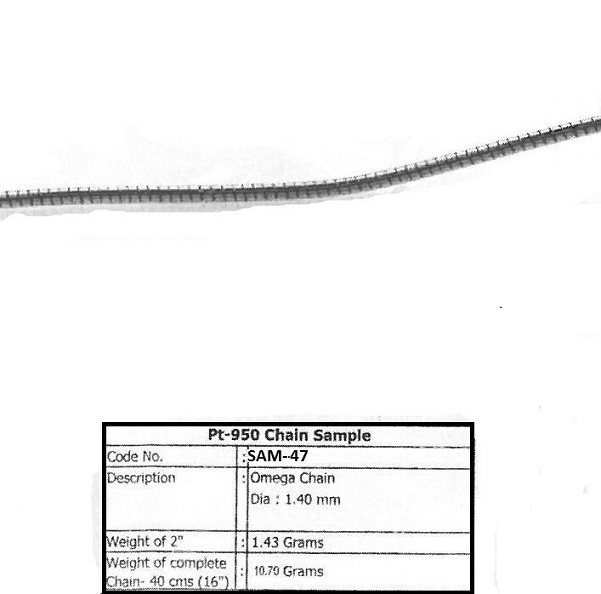 Pt-950 Chain Sample
Code No. :SAM-47
Description : Omega Chain
Dia : 1.40 mm
Weight of 2" : 1.43 Grams
Weight of complete
Chain- 40 cms (16") : 10.70 Grams